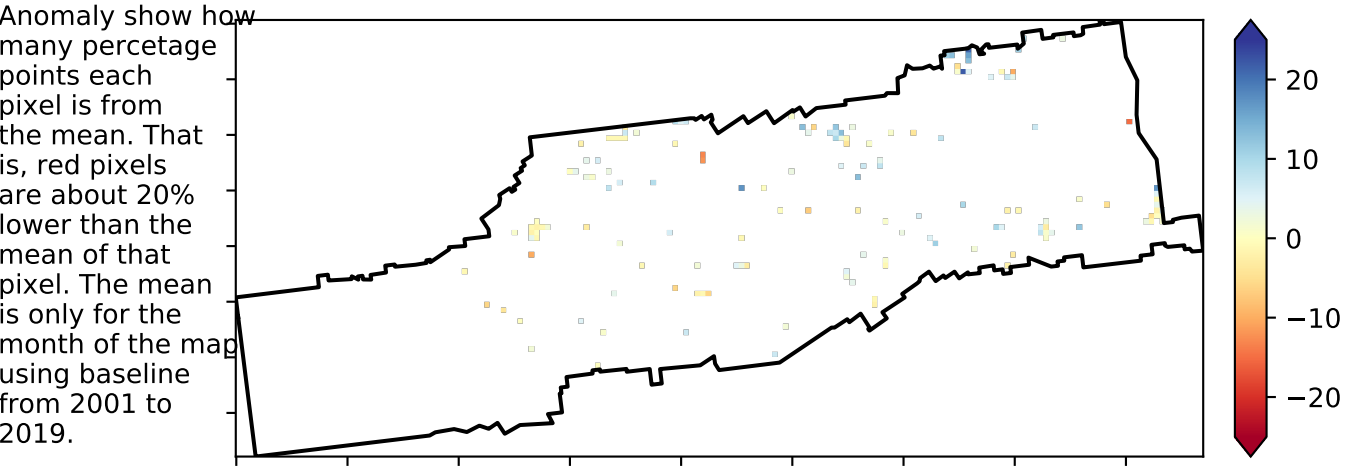 Anomaly show how
many percetage
points each
pixel is from
the mean. That
is, red pixels
are about 20%
lower than the
mean of that
pixel. The mean
is only for the
month of the map
using baseline
from 2001 to
2019.
20
10
0
−10
−20